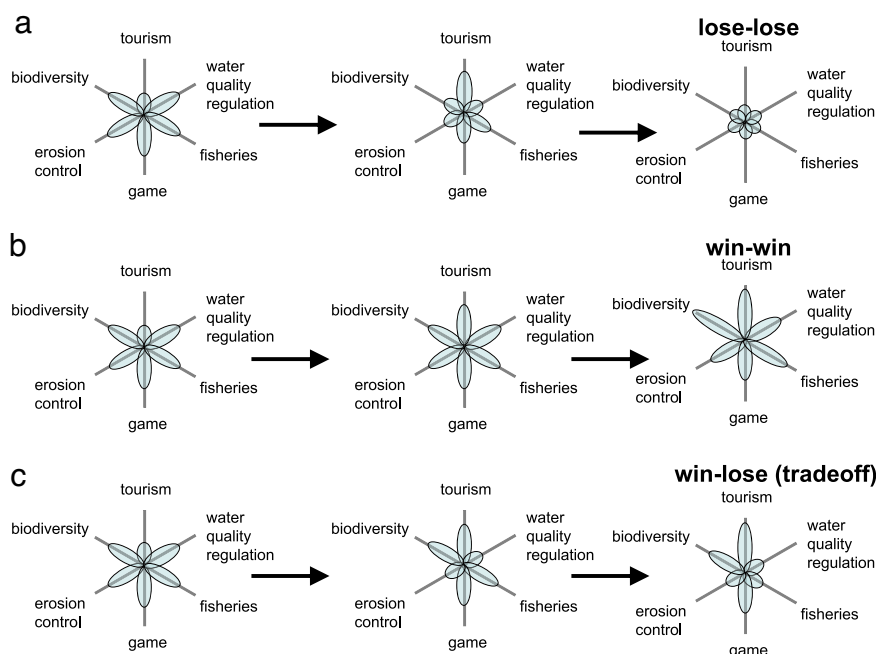 a
lose-lose
tourism
tourism
tourism
biodiversity
water
quality
regulation
biodiversity
water
quality
regulation
biodiversity
water
quality
regulation
erosion
control
fisheries
erosion
control
fisheries
erosion
control
fisheries
game
game
game
b
win-win
tourism
tourism
tourism
biodiversity
water
quality
regulation
biodiversity
water
quality
regulation
biodiversity
water
quality
regulation
erosion
control
fisheries
erosion
control
fisheries
erosion
control
fisheries
game
game
game
c
win-lose (tradeoff)
tourism
tourism
tourism
biodiversity
water
quality
regulation
biodiversity
water
quality
regulation
biodiversity
water
quality
regulation
erosion
control
fisheries
erosion
control
fisheries
erosion
control
fisheries
game
game
game